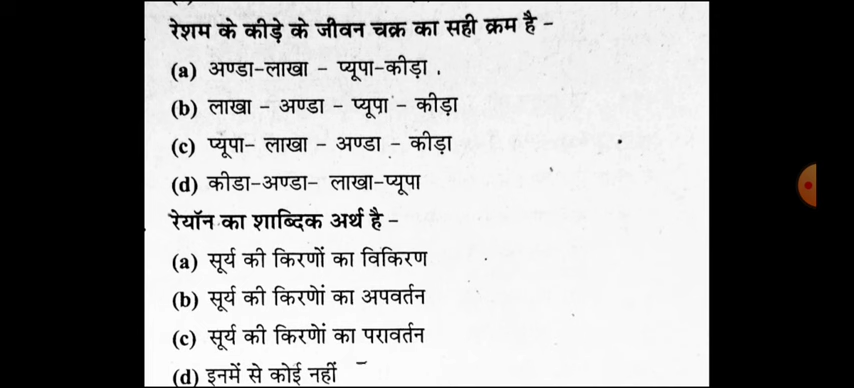 रेशम के कीड़े के जीवन चक्र का सही क्रम है –
(a) अण्डा-लाखा – प्यूपा-कीड़ा .
(b) लाखा – अण्डा – प्यूपा – कीड़ा
(c) प्यूपा- लाखा – अण्डा – कीड़ा
(d) कीडा-अण्डा- लाखा-प्यूपा
रेयॉन का शाब्दिक अर्थ है –
(a) सूर्य की किरणों का विकिरण
(b) सूर्य की किरणेां का अपवर्तन
(c) सूर्य की किरणेां का परावर्तन
(d) इनमें से कोई नहीं